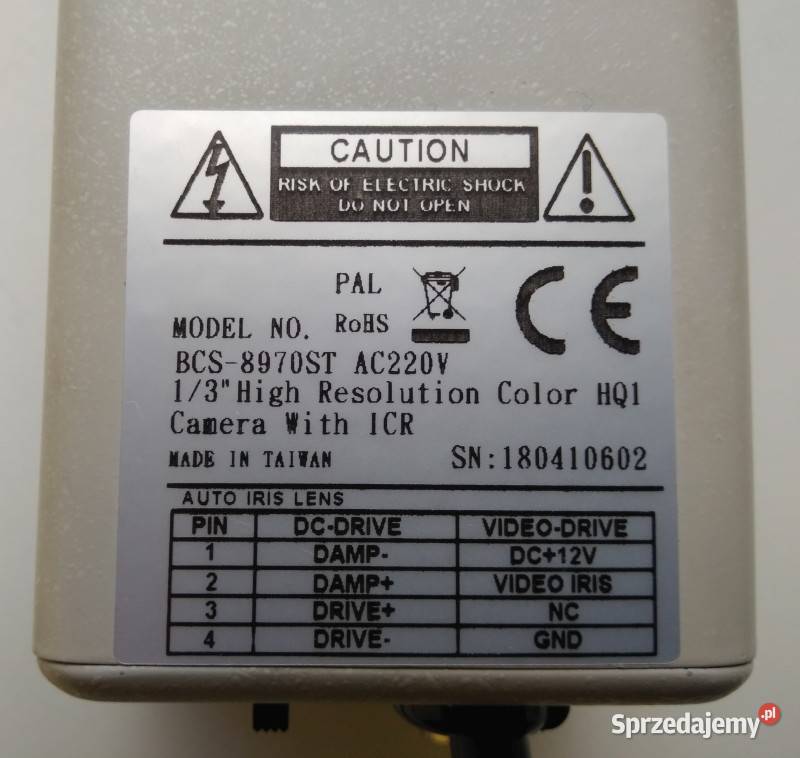 CAUTION
RISK OF ELECTRIC SHOCK
DO NOT OPEN
PAL
MODEL NO. RoHS
CE
BCS-8970ST AC220V
1/3"High Resolution Color HQ1
Camera With ICR
MADE IN TAIWAN SN:180410602
AUTO IRIS LENS
PIN DC-DRIVE VIDEO-DRIVE
1 DAMP- DC+12V
2 DAMP+ VIDEO IRIS
3 DRIVE+ NC
4 DRIVE- GND
Sprzedajemy.pl